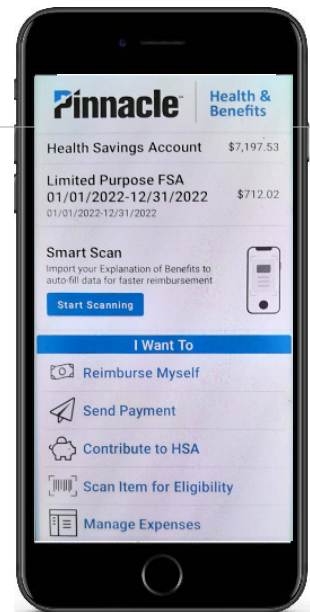 Pinnacle
Health &
Benefits
Health Savings Account $7,197.53
Limited Purpose FSA
01/01/2022-12/31/2022 $712.02
01/01/2022-12/31/2022
Smart Scan
Import your Explanation of Benefits to
auto-fill data for faster reimbursement
Start Scanning
I Want To
Reimburse Myself
Send Payment
Contribute to HSA
Scan Item for Eligibility
Manage Expenses